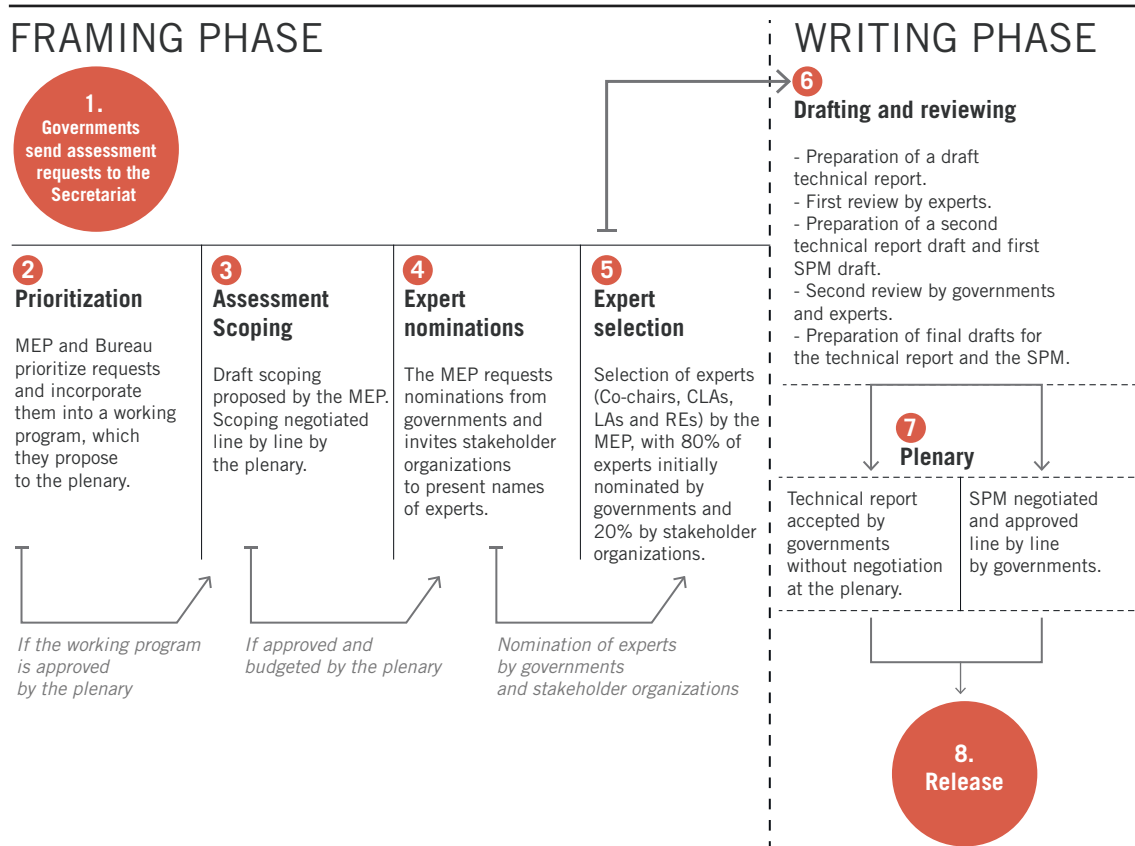 FRAMING PHASE
1.
Governments
send assessment
requests to the
Secretariat
2
Prioritization
MEP and Bureau
prioritize requests
and incorporate
them into a working
program, which
they propose
to the plenary.
If the working program
is approved
by the plenary
3
Assessment
Scoping
Draft scoping
proposed by the MEP.
Scoping negotiated
line by line by
the plenary.
If approved and
budgeted by the plenary
4
Expert
nominations
The MEP requests
nominations from
governments and
invites stakeholder
organizations
to present names
of experts.
Nomination of experts
by governments
and stakeholder organizations
5
Expert
selection
Selection of experts
(Co-chairs, CLAs,
LAs and REs) by the
MEP, with 80% of
experts initially
nominated by
governments and
20% by stakeholder
organizations.
WRITING PHASE
6
Drafting and reviewing
- Preparation of a draft
technical report.
- First review by experts.
- Preparation of a second
technical report draft and first
SPM draft.
- Second review by governments
and experts.
- Preparation of final drafts for
the technical report and the SPM.
7
Plenary
Technical report
accepted by
governments
without negotiation
at the plenary.
SPM negotiated
and approved
line by line
by governments.
8.
Release